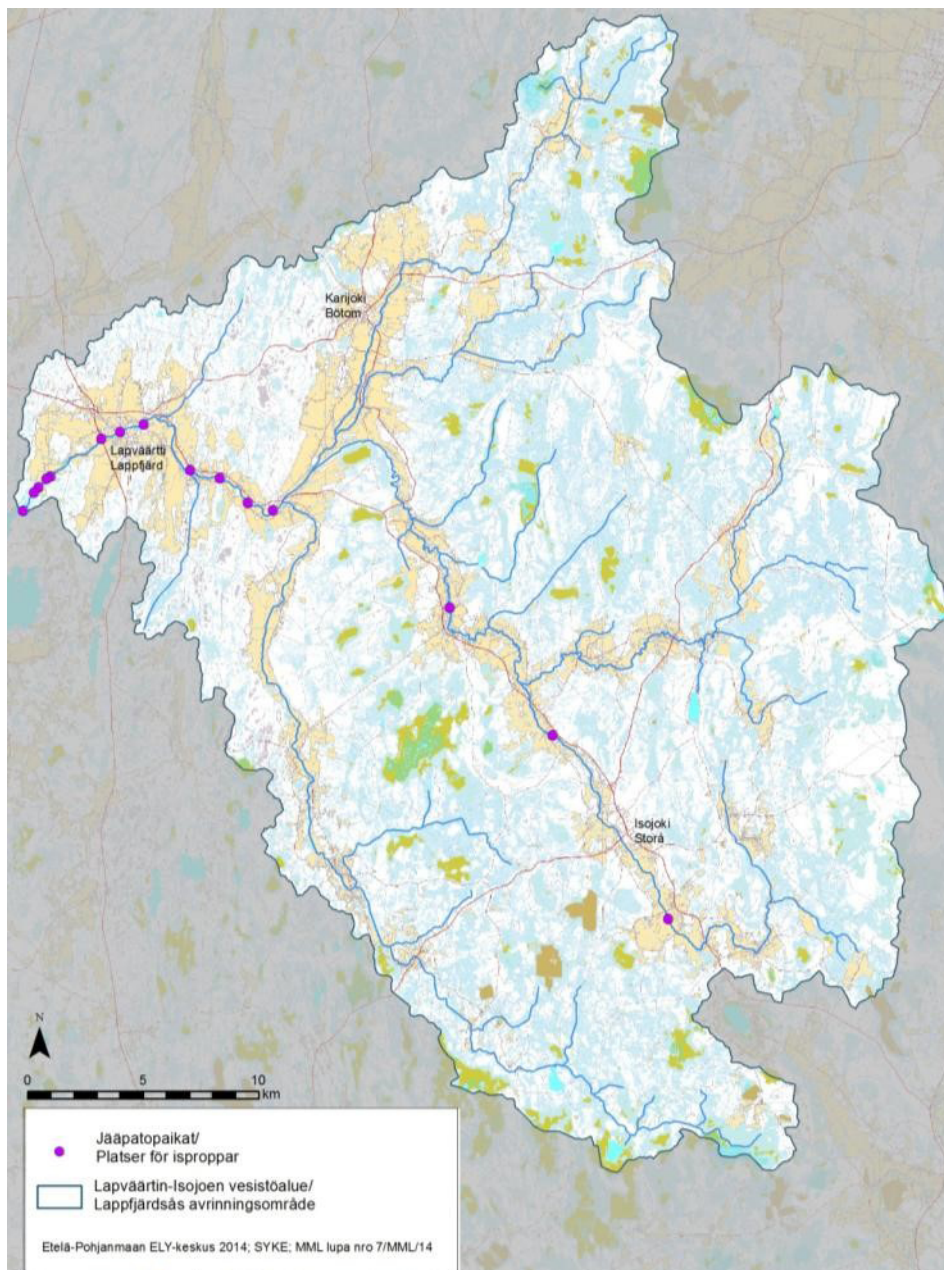 Karijoki
Bötom
Lapväärtti
Lappfjärd
Isojoki
Storå
N
0 5 10
km
Jääpatopaikat/
Platser för isproppar
Lapväärtin-Isojoen vesistöalue/
Lappfjärdsås avrinningsområde
Etelä-Pohjanmaan ELY-keskus 2014; SYKE; MML lupa nro 7/MML/14